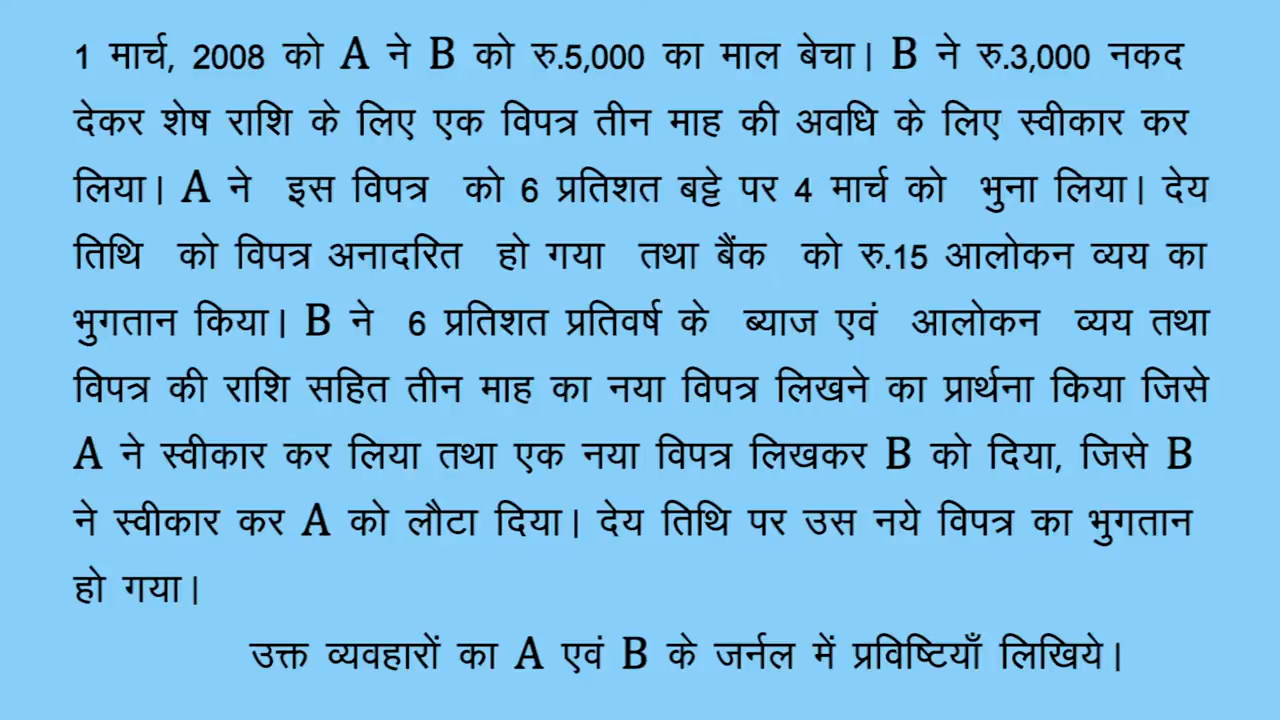 1 मार्च, 2008 को A ने B को रु.5,000 का माल बेचा। B ने रु.3,000 नकद
देकर शेष राशि के लिए एक विपत्र तीन माह की अवधि के लिए स्वीकार कर
लिया। A ने इस विपत्र को 6 प्रतिशत बट्टे पर 4 मार्च को भुना लिया। देय
तिथि को विपत्र अनादरित हो गया तथा बैंक को रु.15 आलोकन व्यय का
भुगतान किया। B ने 6 प्रतिशत प्रतिवर्ष के ब्याज एवं आलोकन व्यय तथा
विपत्र की राशि सहित तीन माह का नया विपत्र लिखने का प्रार्थना किया जिसे
A ने स्वीकार कर लिया तथा एक नया विपत्र लिखकर B को दिया, जिसे B
ने स्वीकार कर A को लौटा दिया। देय तिथि पर उस नये विपत्र का भुगतान
हो गया।
उक्त व्यवहारों का A एवं B के जर्नल में प्रविष्टियाँ लिखिये।